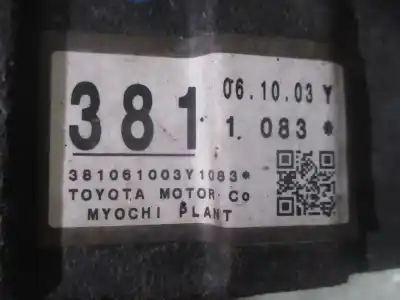 381
06.10.03 Y
1 083*
381061003Y1083*
TOYOTA MOTOR Co
MYOCHI PLANT